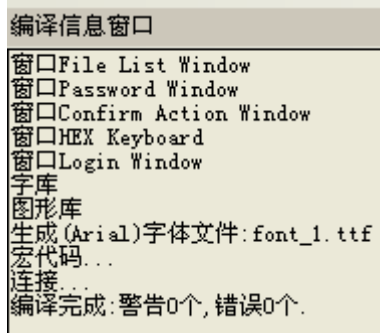 编译信息窗口
窗口File List Window
窗口Password Window
窗口Confirm Action Window
窗口HEX Keyboard
窗口Login Window
字库
图形库
生成(Arial)字体文件:font_1.ttf
宏代码...
连接...
编译完成:警告0个,错误0个.